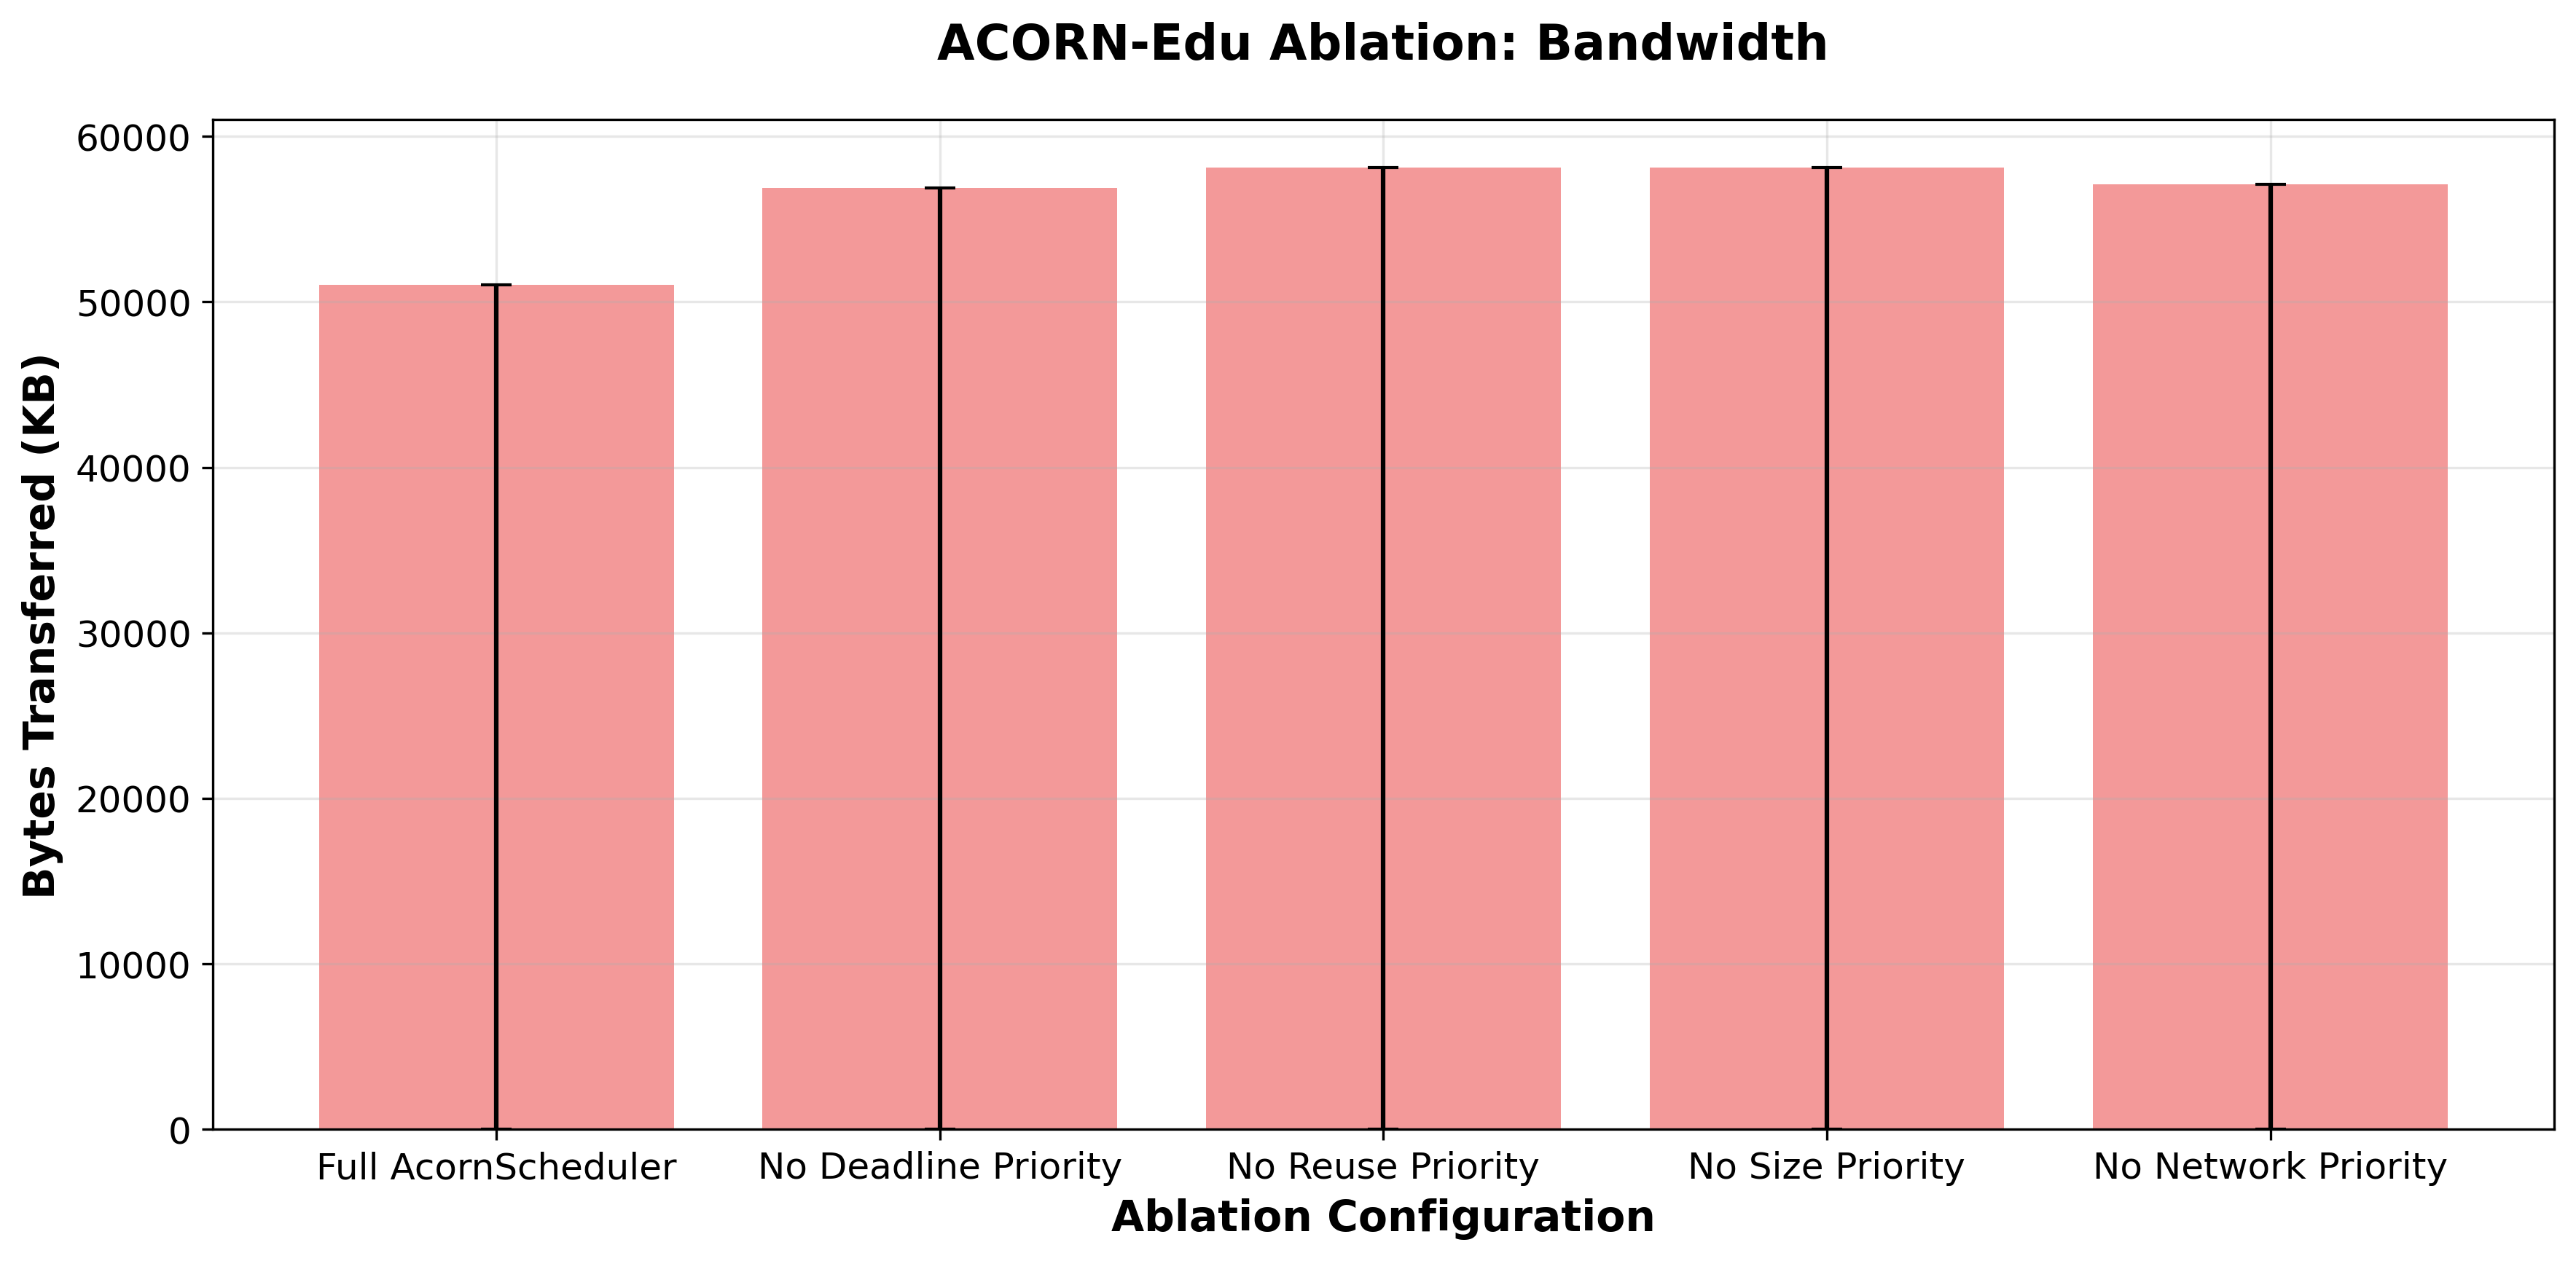 ACORN-Edu Ablation: Bandwidth
Bytes Transferred (KB)
60000
50000
40000
30000
20000
10000
0
Full AcornScheduler
No Deadline Priority
No Reuse Priority
No Size Priority
No Network Priority
Ablation Configuration